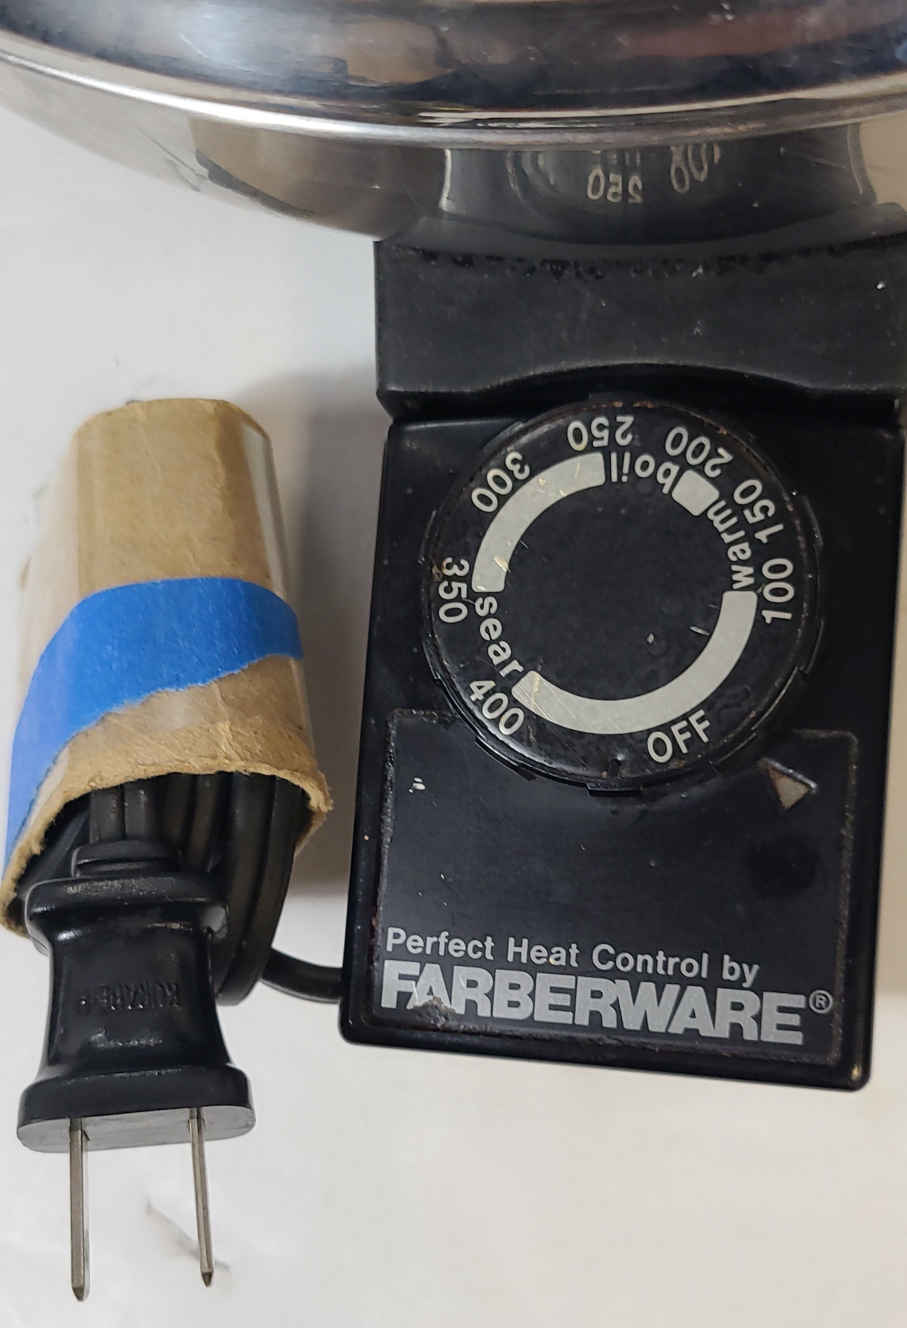 250
200
150
100
300
350
400
OFF
boil
warm
sear
Perfect Heat Control by
FARBERWARE®